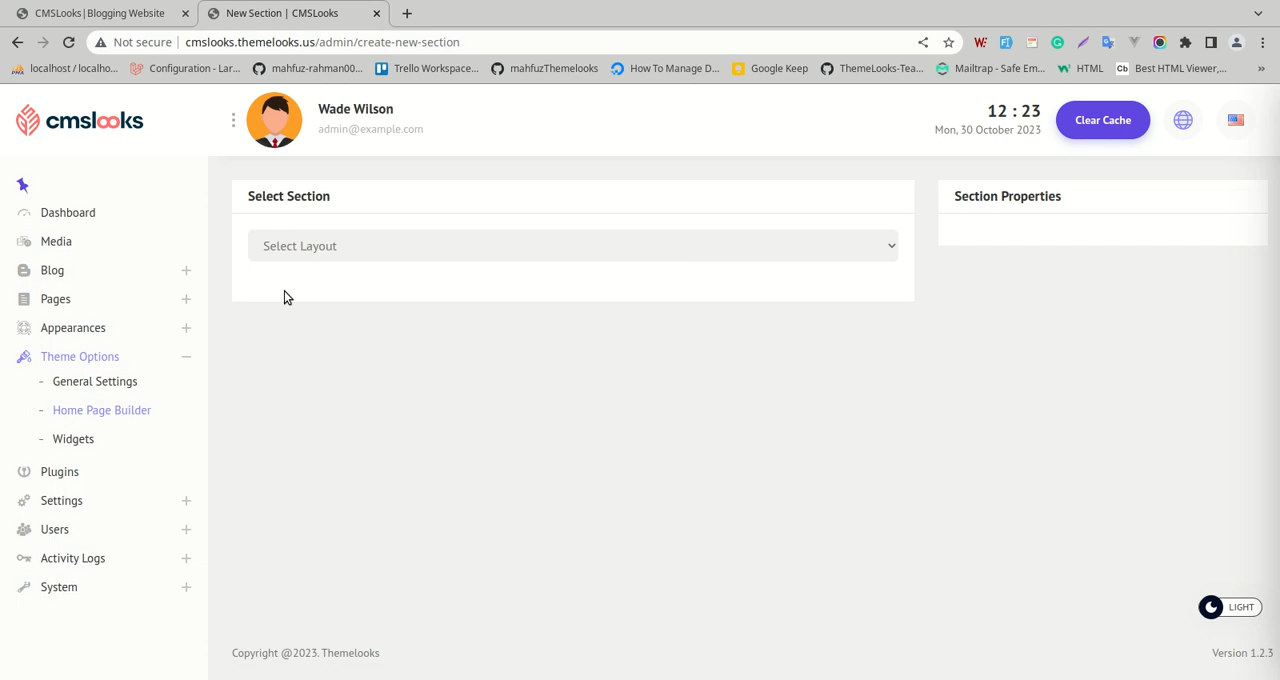 CMSLooks|Blogging Website
New Section | CMSLooks
Not secure
cmslooks.themelooks.us/admin/create-new-section
localhost / localho...
Configuration - Lar...
mahfuz-rahman00...
Trello Workspace...
mahfuzThemelooks
How To Manage D...
Google Keep
ThemeLooks-Tea...
Mailtrap - Safe Em...
HTML
Best HTML Viewer,...
cmslooks
Wade Wilson
admin@example.com
12 : 23
Mon, 30 October 2023
Clear Cache
Dashboard
Media
Blog
Pages
Appearances
Theme Options
General Settings
Home Page Builder
Widgets
Plugins
Settings
Users
Activity Logs
System
Select Section
Select Layout
Section Properties
LIGHT
Copyright @2023. Themelooks
Version 1.2.3